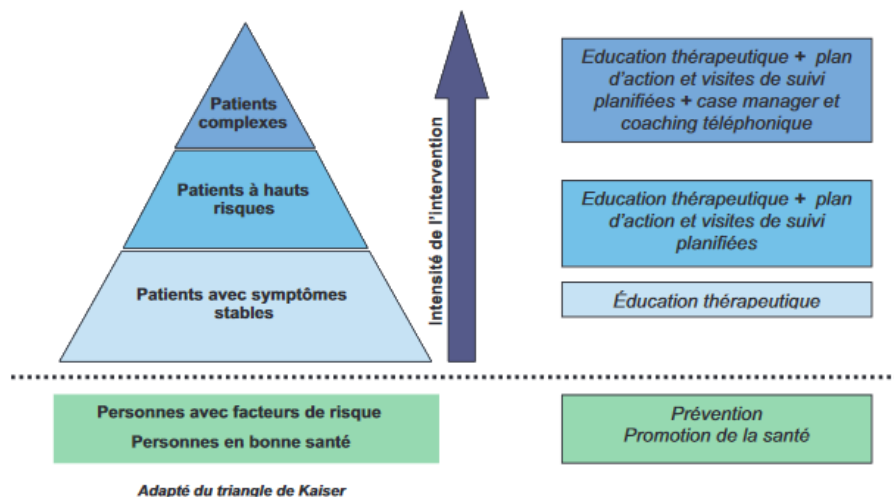 Patients
complexes
Patients à hauts
risques
Patients avec symptômes
stables
Intensité de l'intervention
Education thérapeutique + plan
d'action et visites de suivi
planifiées + case manager et
coaching téléphonique
Education thérapeutique + plan
d'action et visites de suivi
planifiées
Éducation thérapeutique
Personnes avec facteurs de risque
Personnes en bonne santé
Prévention
Promotion de la santé
Adapté du triangle de Kaiser